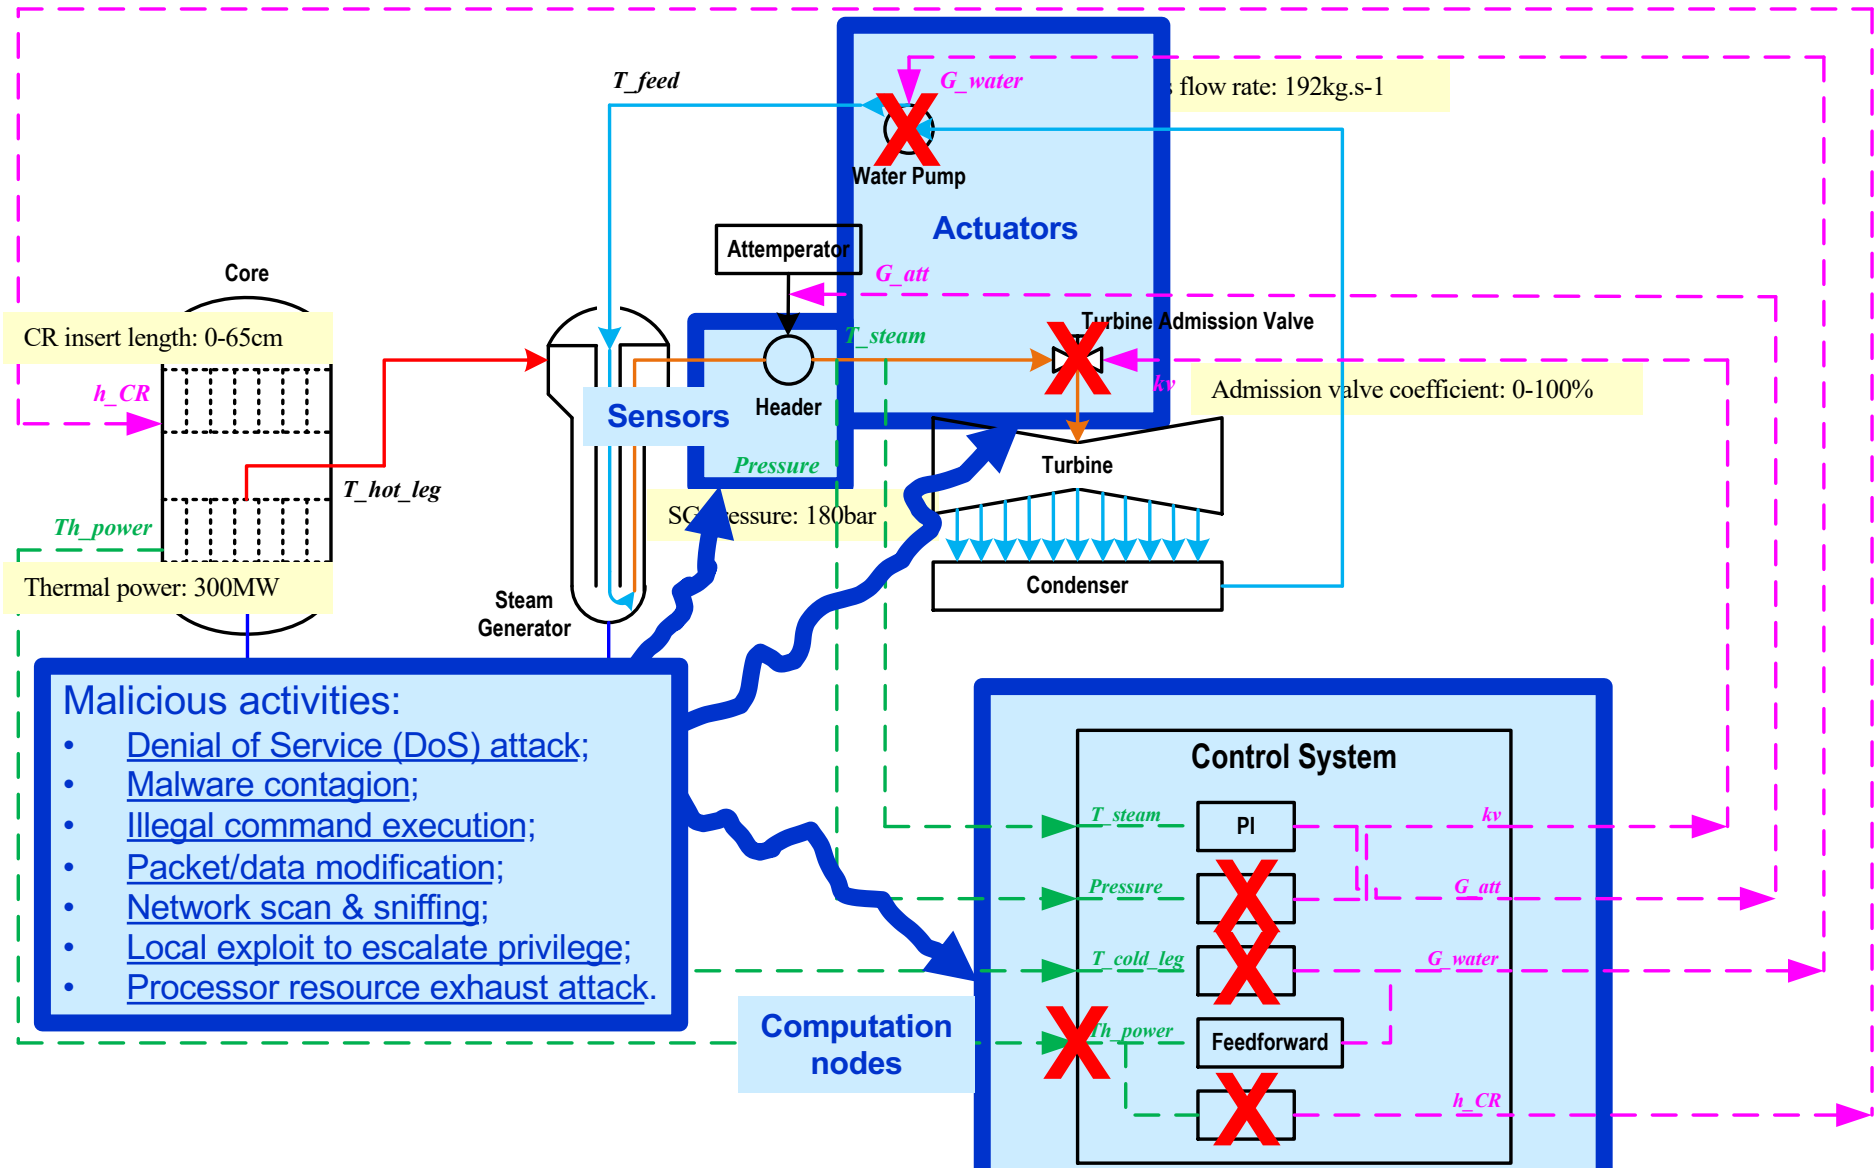 T_feed
G_water
s flow rate: 192kg.s-1
Water Pump
Actuators
Attemperator
G_att
Core
CR insert length: 0-65cm
T_steam
Turbine Admission Valve
h_CR
kv
Admission valve coefficient: 0-100%
Sensors
Header
Pressure
Turbine
T_hot_leg
Th_power
SG pressure: 180bar
Thermal power: 300MW
Condenser
Steam
Generator
Malicious activities:
• Denial of Service (DoS) attack;
• Malware contagion;
• Illegal command execution;
• Packet/data modification;
• Network scan & sniffing;
• Local exploit to escalate privilege;
• Processor resource exhaust attack.
Control System
T_steam
PI
kv
Pressure
G_att
T_cold_leg
G_water
Computation
nodes
Th_power
Feedforward
h_CR